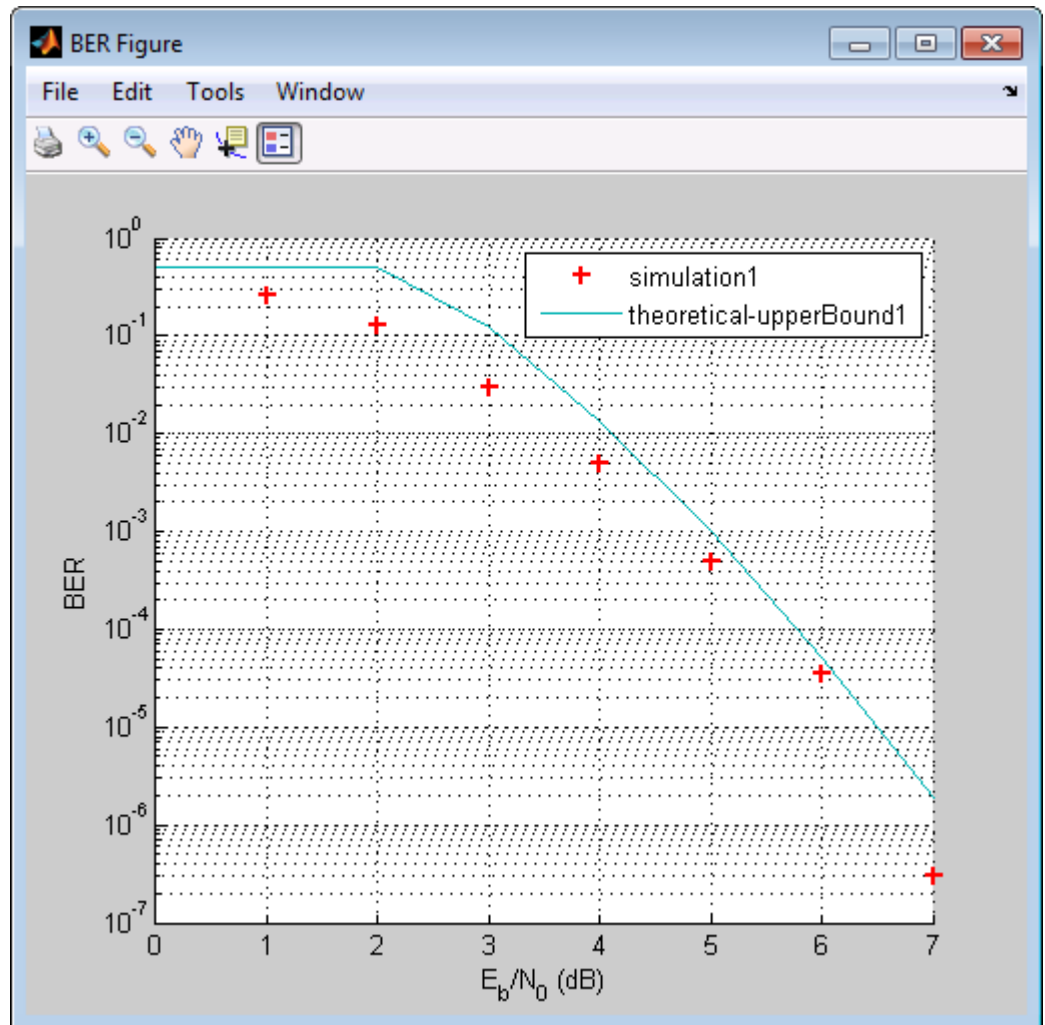 BER Figure
File Edit Tools Window
10^0
10^-1
10^-2
10^-3
10^-4
10^-5
10^-6
10^-7
BER
simulation1
theoretical-upperBound1
0 1 2 3 4 5 6 7
E_b/N_0 (dB)